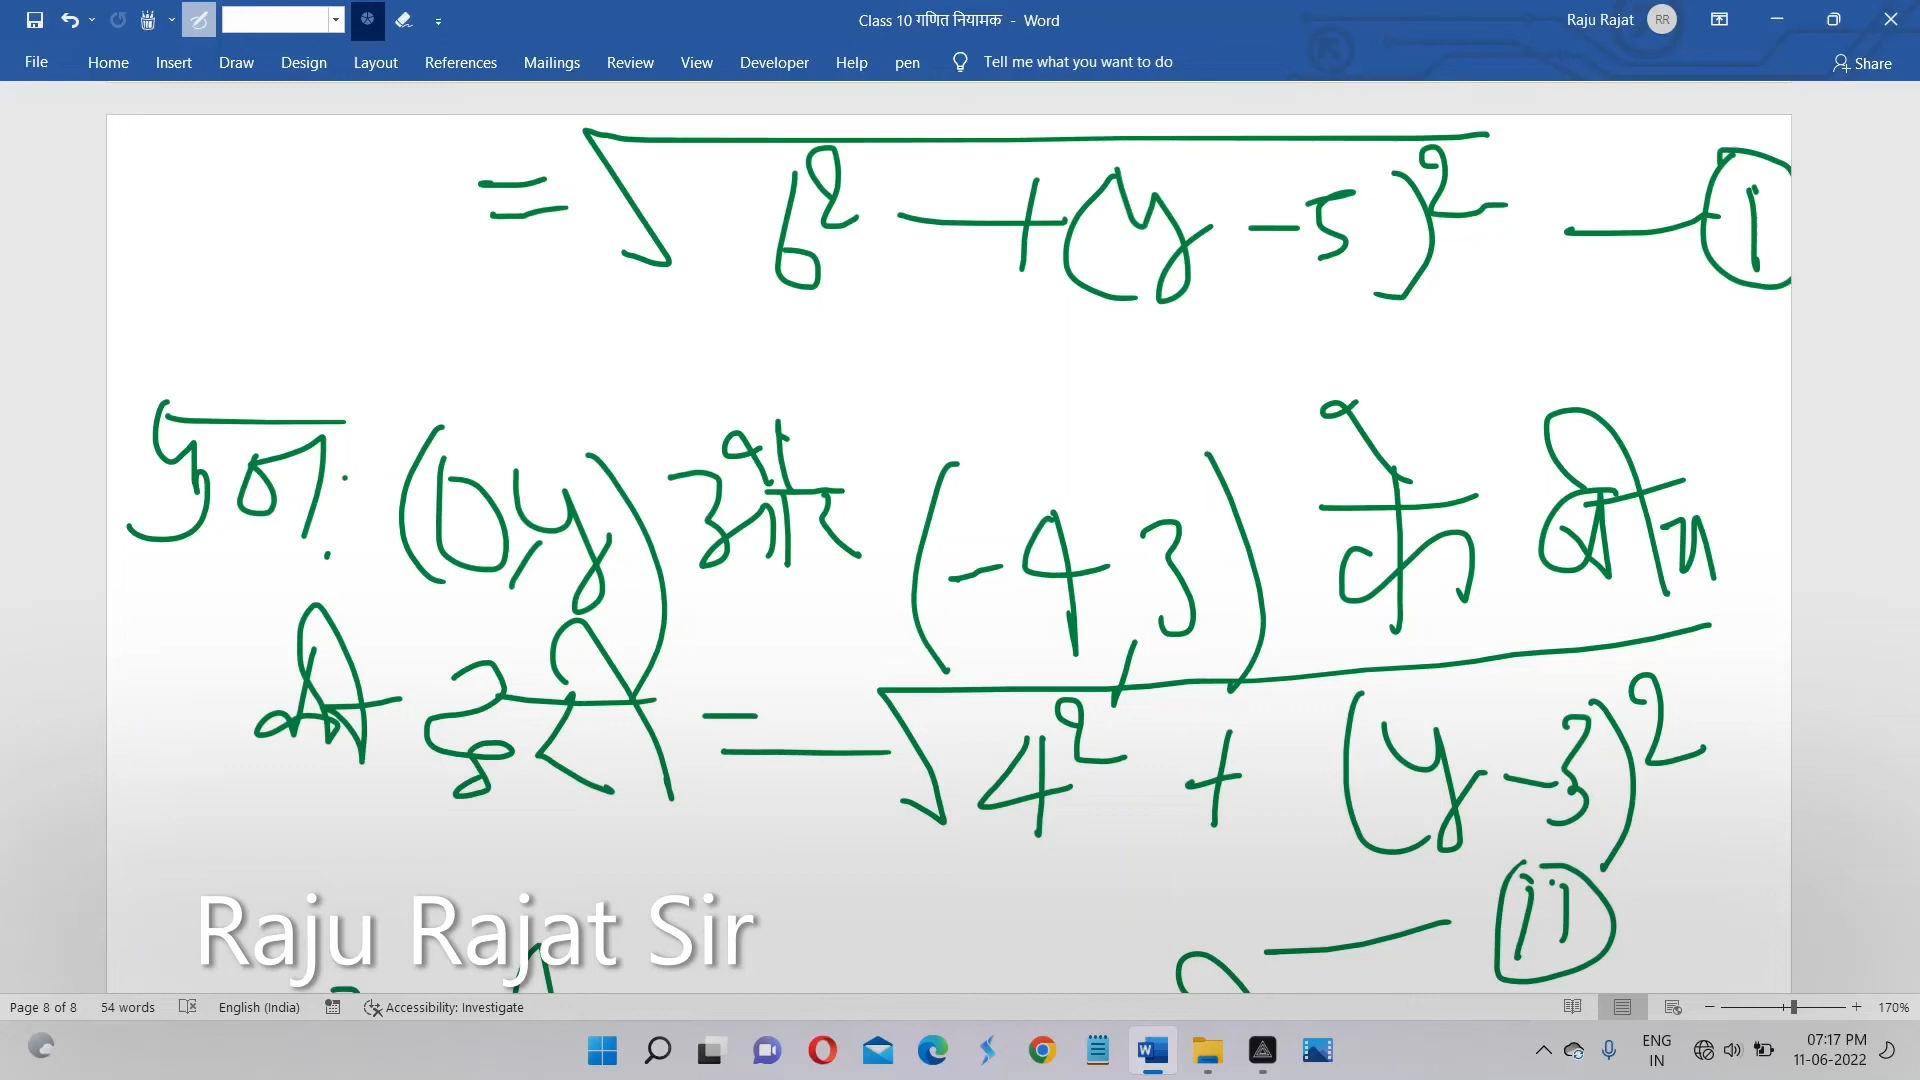 Class 10 गणित नियामक - Word
Raju Rajat RR
File Home Insert Draw Design Layout References Mailings Review View Developer Help pen Tell me what you want to do Share
= √6² + (y - 5)² — (i)
पुनः (0, y) और (-4, 3) के बीच
की दूरी = √4² + (y - 3)²
— (ii)
Raju Rajat Sir
Page 8 of 8 54 words English (India) Accessibility: Investigate 170%
ENG
IN
07:17 PM
11-06-2022